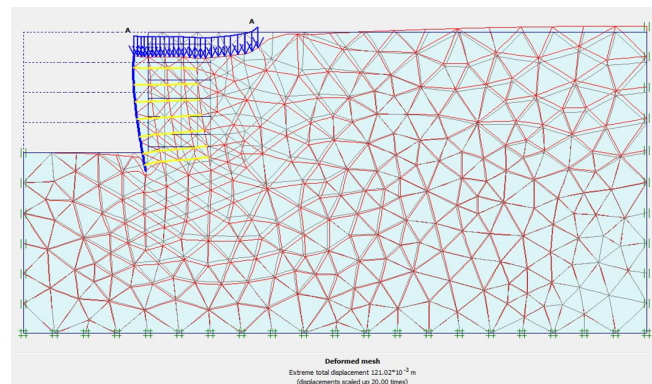 A A
Deformed mesh
Extreme total displacement 121.02*10 -3 m
(displacements scaled up 20.00 times)